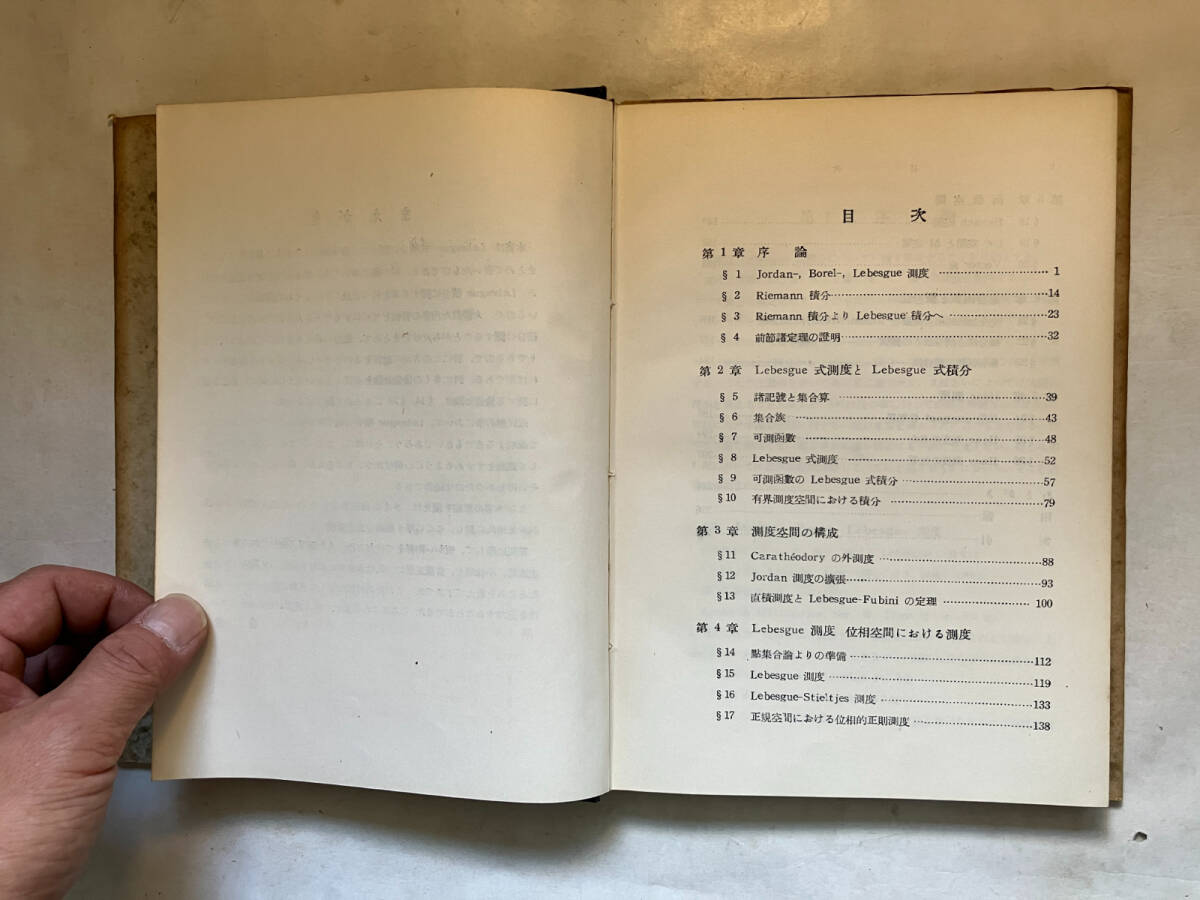 目 次
第1章 序 論
§ 1 Jordan-, Borel-, Lebesgue 測度 1
§ 2 Riemann 積分 14
§ 3 Riemann 積分より Lebesgue 積分へ 23
§ 4 前節諸定理の證明 32
第2章 Lebesgue 式測度と Lebesgue 式積分
§ 5 諸記號と集合算 39
§ 6 集合族 43
§ 7 可測函數 48
§ 8 Lebesgue 式測度 52
§ 9 可測函數の Lebesgue 式積分 57
§10 有界測度空間における積分 79
第3章 測度空間の構成
§11 Carathéodory の外測度 88
§12 Jordan 測度の擴張 93
§13 直積測度と Lebesgue-Fubini の定理 100
第4章 Lebesgue 測度 位相空間における測度
§14 點集合論よりの準備 112
§15 Lebesgue 測度 119
§16 Lebesgue-Stieltjes 測度 133
§17 正規空間における位相的正則測度 138